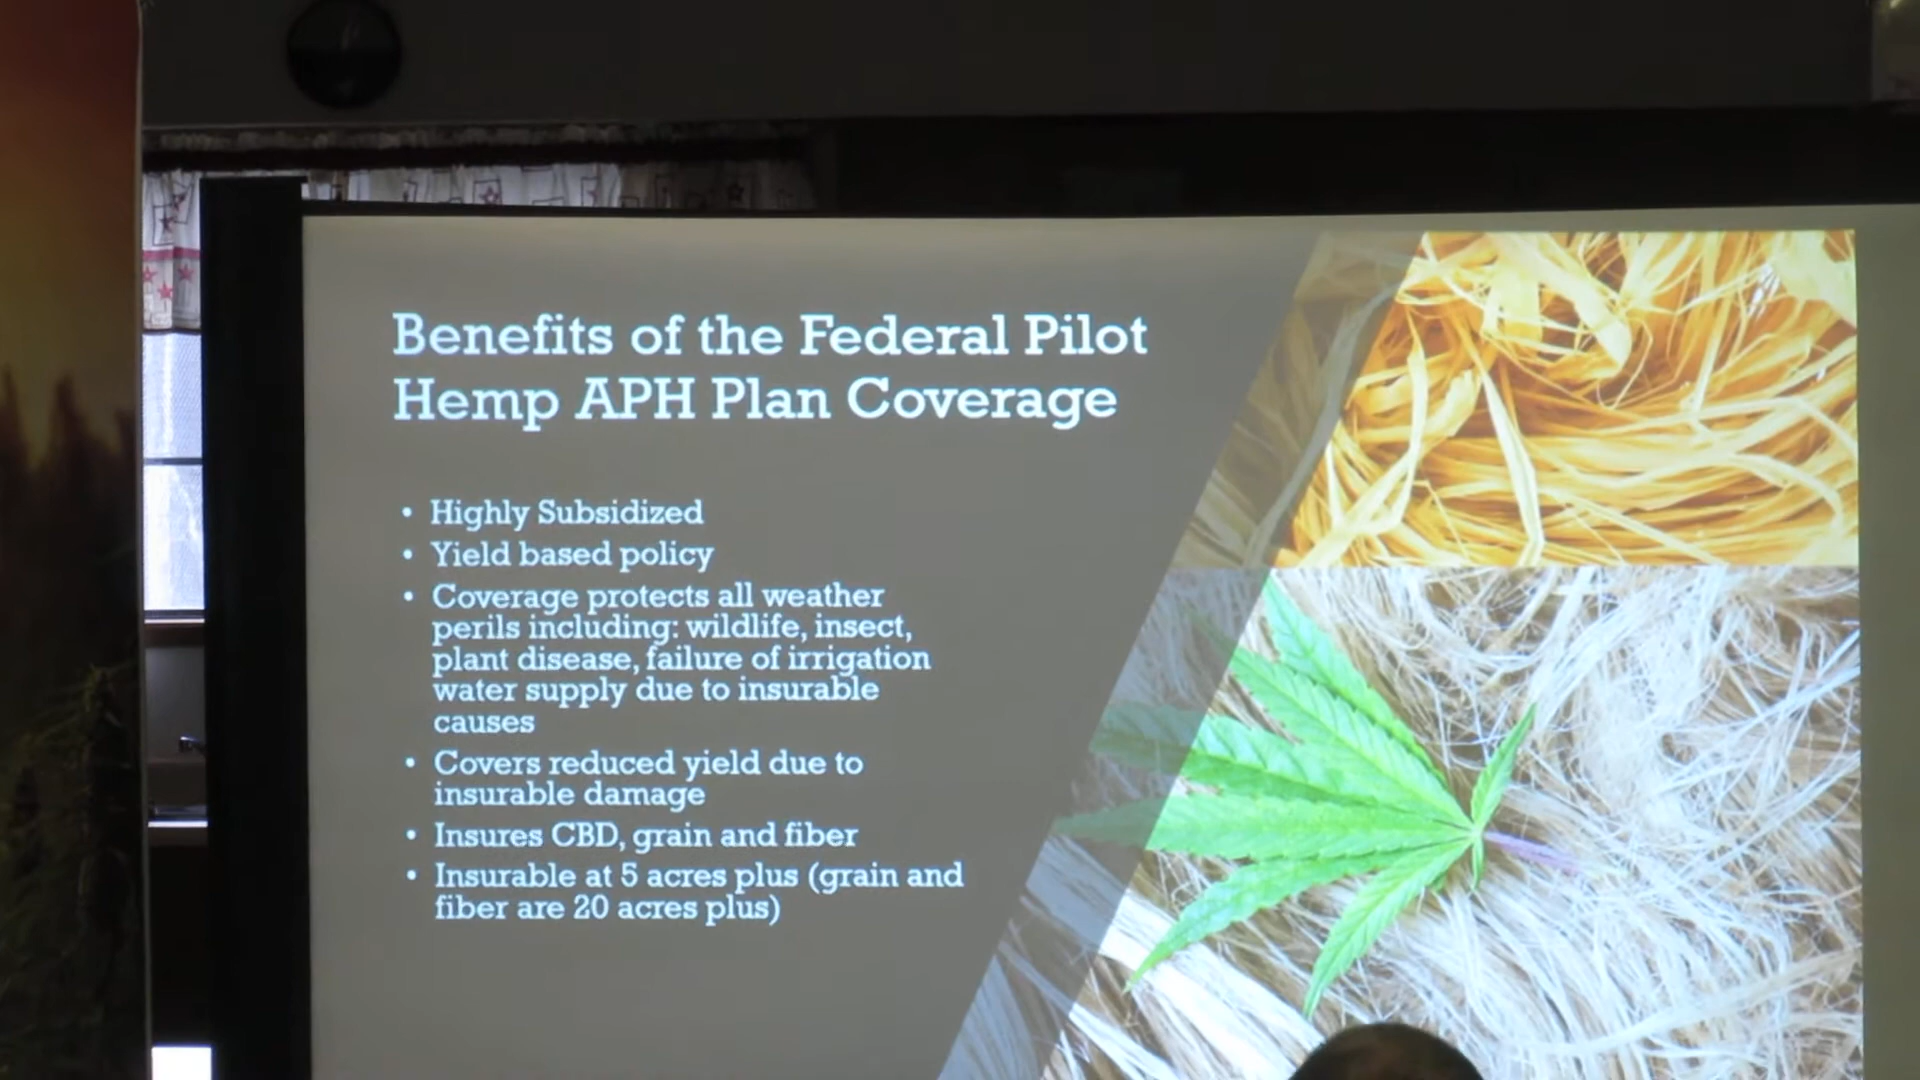 Benefits of the Federal Pilot
Hemp APH Plan Coverage
• Highly Subsidized
• Yield based policy
• Coverage protects all weather
perils including: wildlife, insect,
plant disease, failure of irrigation
water supply due to insurable
causes
• Covers reduced yield due to
insurable damage
• Insures CBD, grain and fiber
• Insurable at 5 acres plus (grain and
fiber are 20 acres plus)